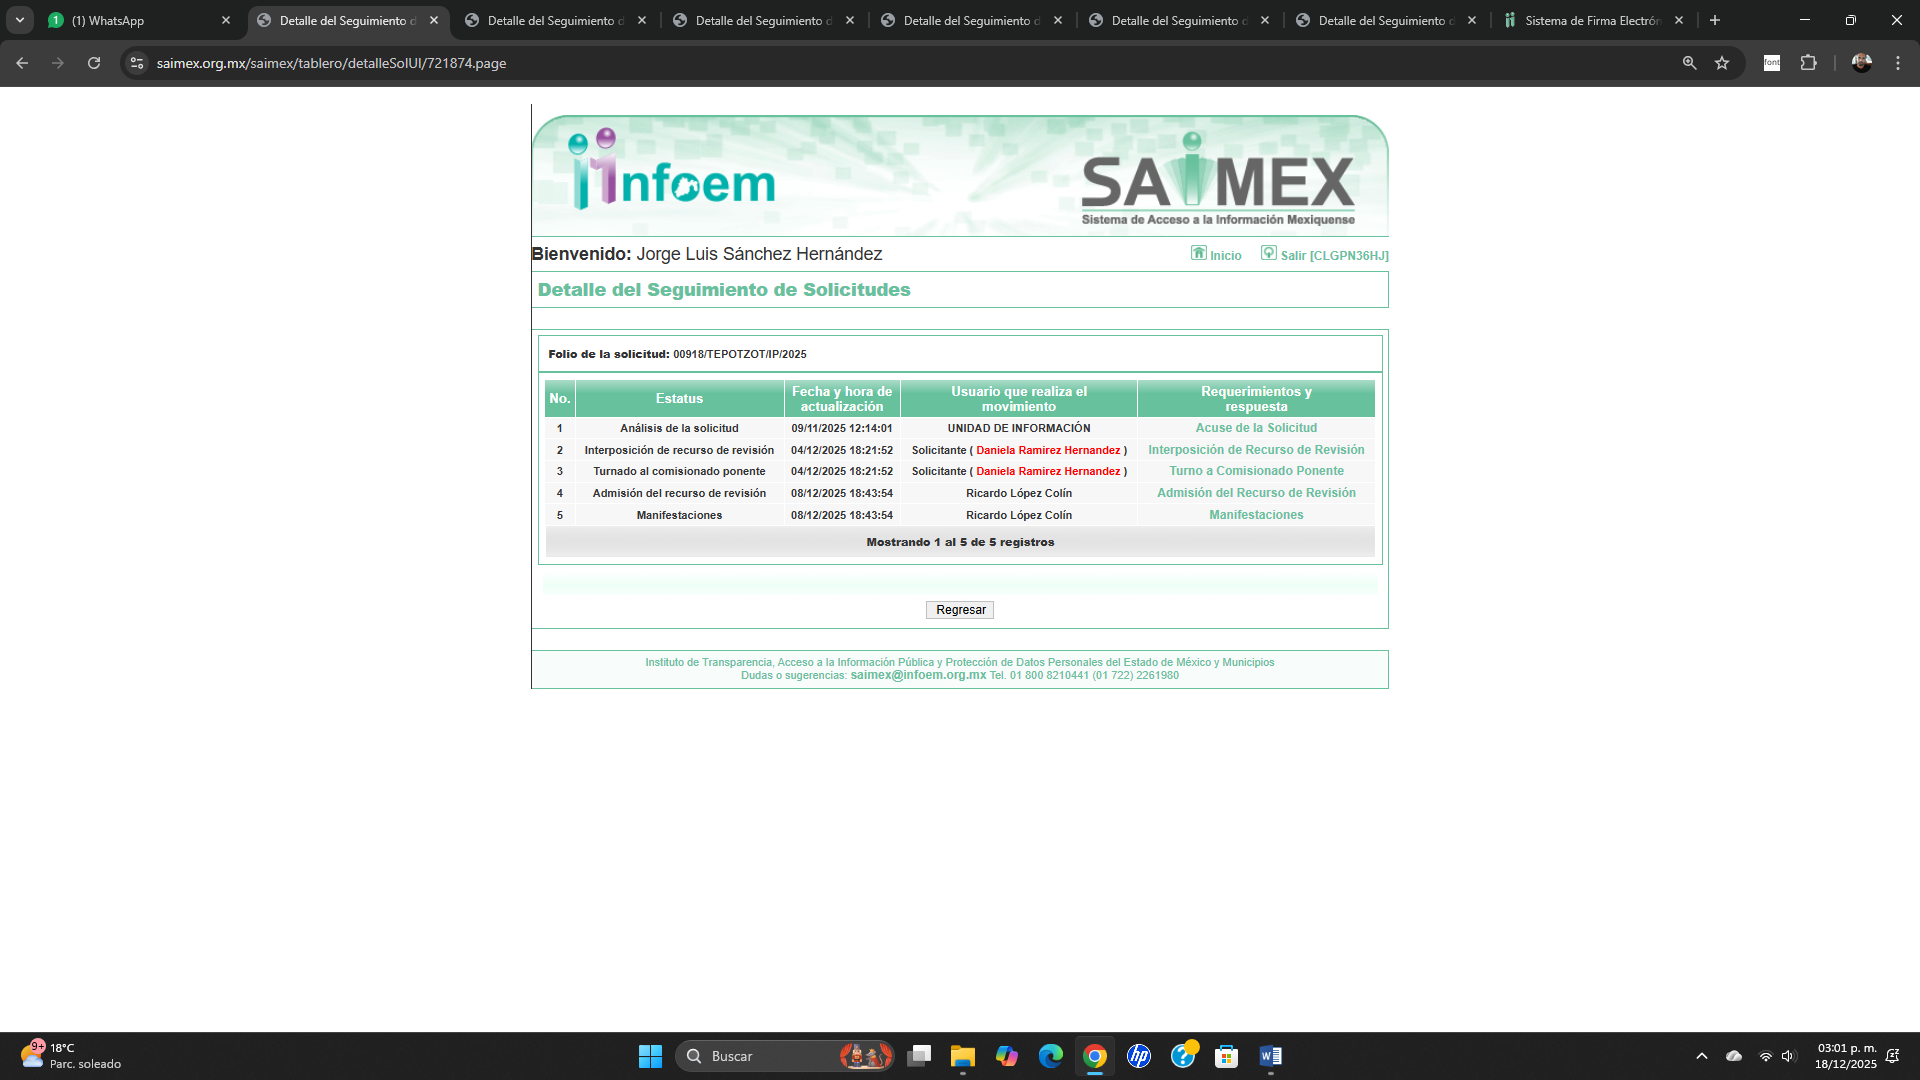 1 (1) WhatsApp
Detalle del Seguimiento d
Detalle del Seguimiento d
Detalle del Seguimiento d
Detalle del Seguimiento d
Detalle del Seguimiento d
Detalle del Seguimiento d
Sistema de Firma Electrón
saimex.org.mx/saimex/tablero/detalleSolUI/721874.page
font
infoem
SAIMEX
Sistema de Acceso a la Información Mexiquense
Bienvenido: Jorge Luis Sánchez Hernández
Inicio Salir [CLGPN36HJ]
Detalle del Seguimiento de Solicitudes
Folio de la solicitud: 00918/TEPOTZOT/IP/2025
No. Estatus Fecha y hora de actualización Usuario que realiza el movimiento Requerimientos y respuesta
1 Análisis de la solicitud 09/11/2025 12:14:01 UNIDAD DE INFORMACIÓN Acuse de la Solicitud
2 Interposición de recurso de revisión 04/12/2025 18:21:52 Solicitante ( Daniela Ramirez Hernandez ) Interposición de Recurso de Revisión
3 Turnado al comisionado ponente 04/12/2025 18:21:52 Solicitante ( Daniela Ramirez Hernandez ) Turno a Comisionado Ponente
4 Admisión del recurso de revisión 08/12/2025 18:43:54 Ricardo López Colín Admisión del Recurso de Revisión
5 Manifestaciones 08/12/2025 18:43:54 Ricardo López Colín Manifestaciones
Mostrando 1 al 5 de 5 registros
Regresar
Instituto de Transparencia, Acceso a la Información Pública y Protección de Datos Personales del Estado de México y Municipios
Dudas o sugerencias: saimex@infoem.org.mx Tel. 01 800 8210441 (01 722) 2261980
9+
18°C
Parc. soleado
Buscar
hp
03:01 p. m.
18/12/2025